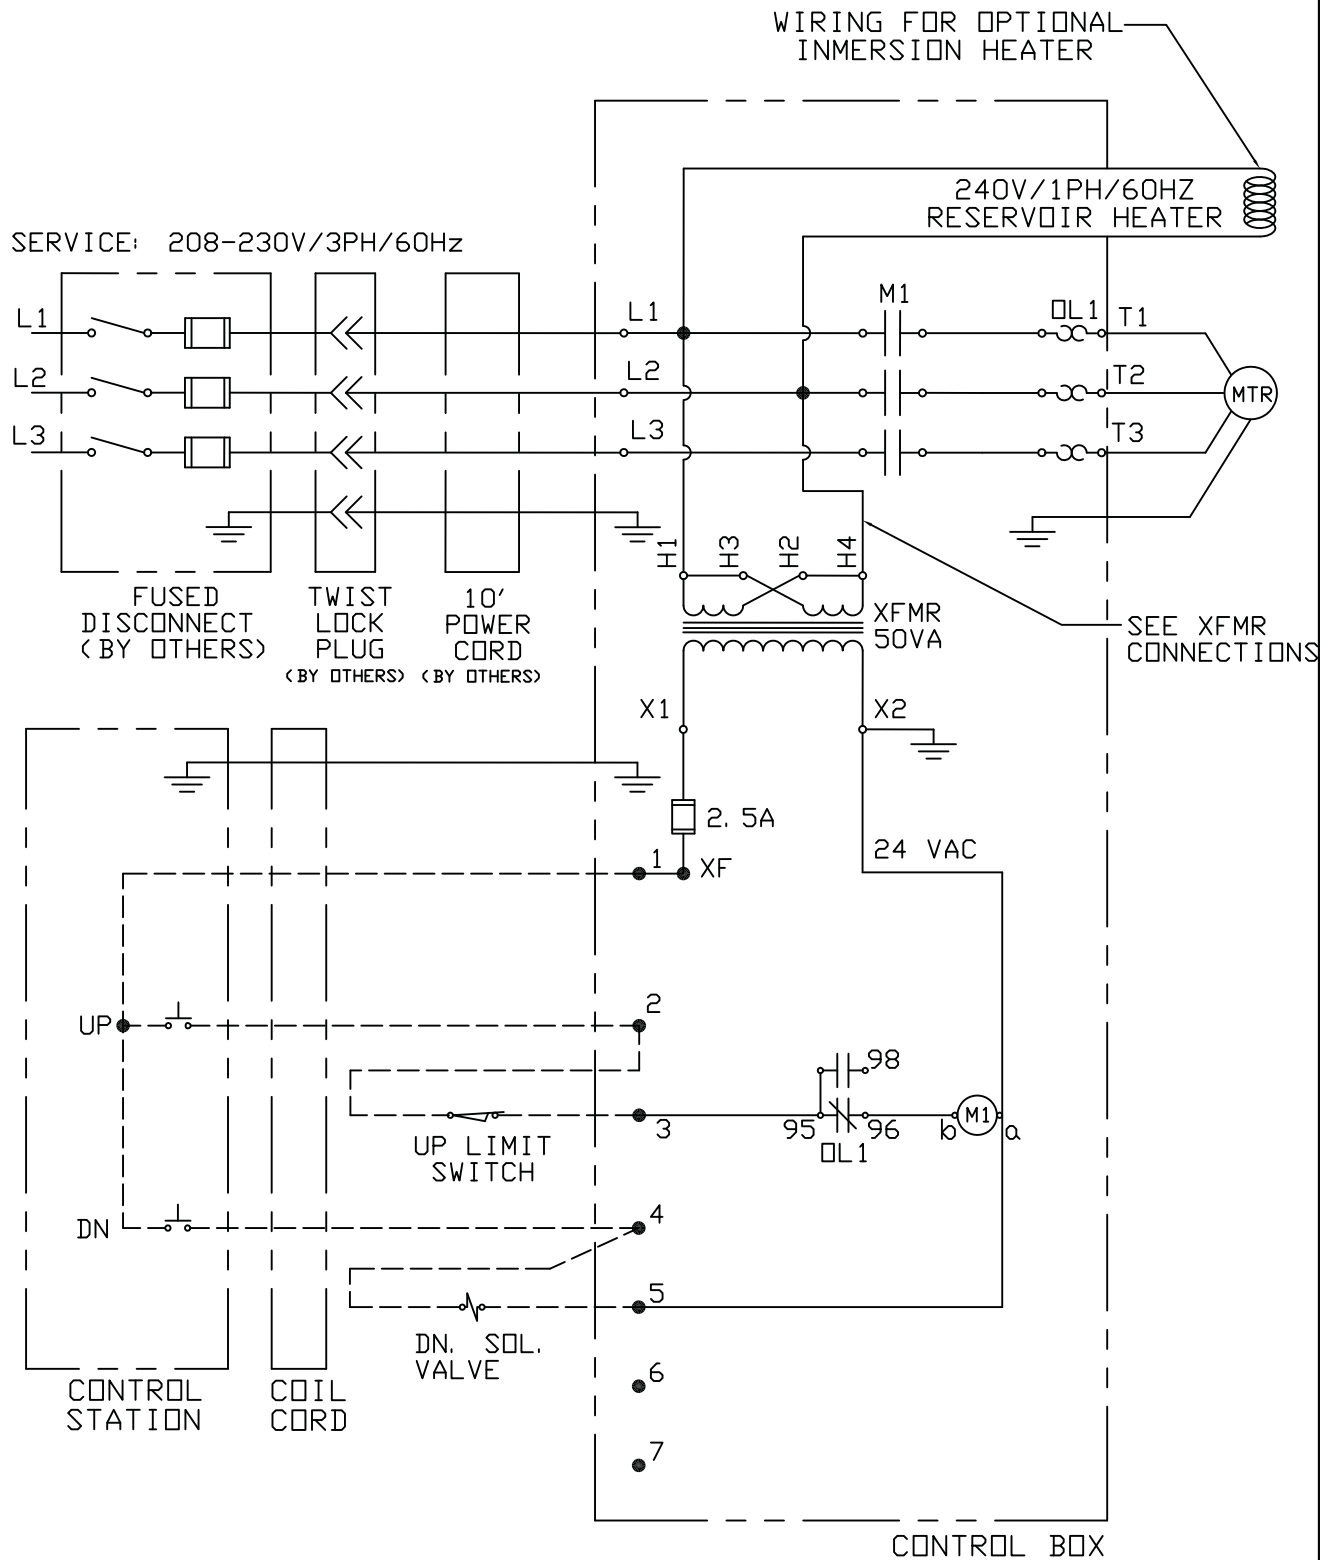 WIRING FOR OPTIONAL
INMERSION HEATER
240V/1PH/60HZ
RESERVOIR HEATER
SERVICE: 208-230V/3PH/60Hz
L1
L1
M1
OL1
T1
L2
L2
T2
MTR
L3
L3
T3
H1
H3
H2
H4
FUSED
DISCONNECT
(BY OTHERS)
TWIST
LOCK
PLUG
(BY OTHERS)
10'
POWER
CORD
(BY OTHERS)
XFMR
50VA
SEE XFMR
CONNECTIONS
X1
X2
2.5A
24 VAC
1
XF
2
UP
98
3
95
96
OL1
b
M1
a
UP LIMIT
SWITCH
4
DN
5
DN. SOL.
VALVE
6
CONTROL
STATION
COIL
CORD
7
CONTROL BOX